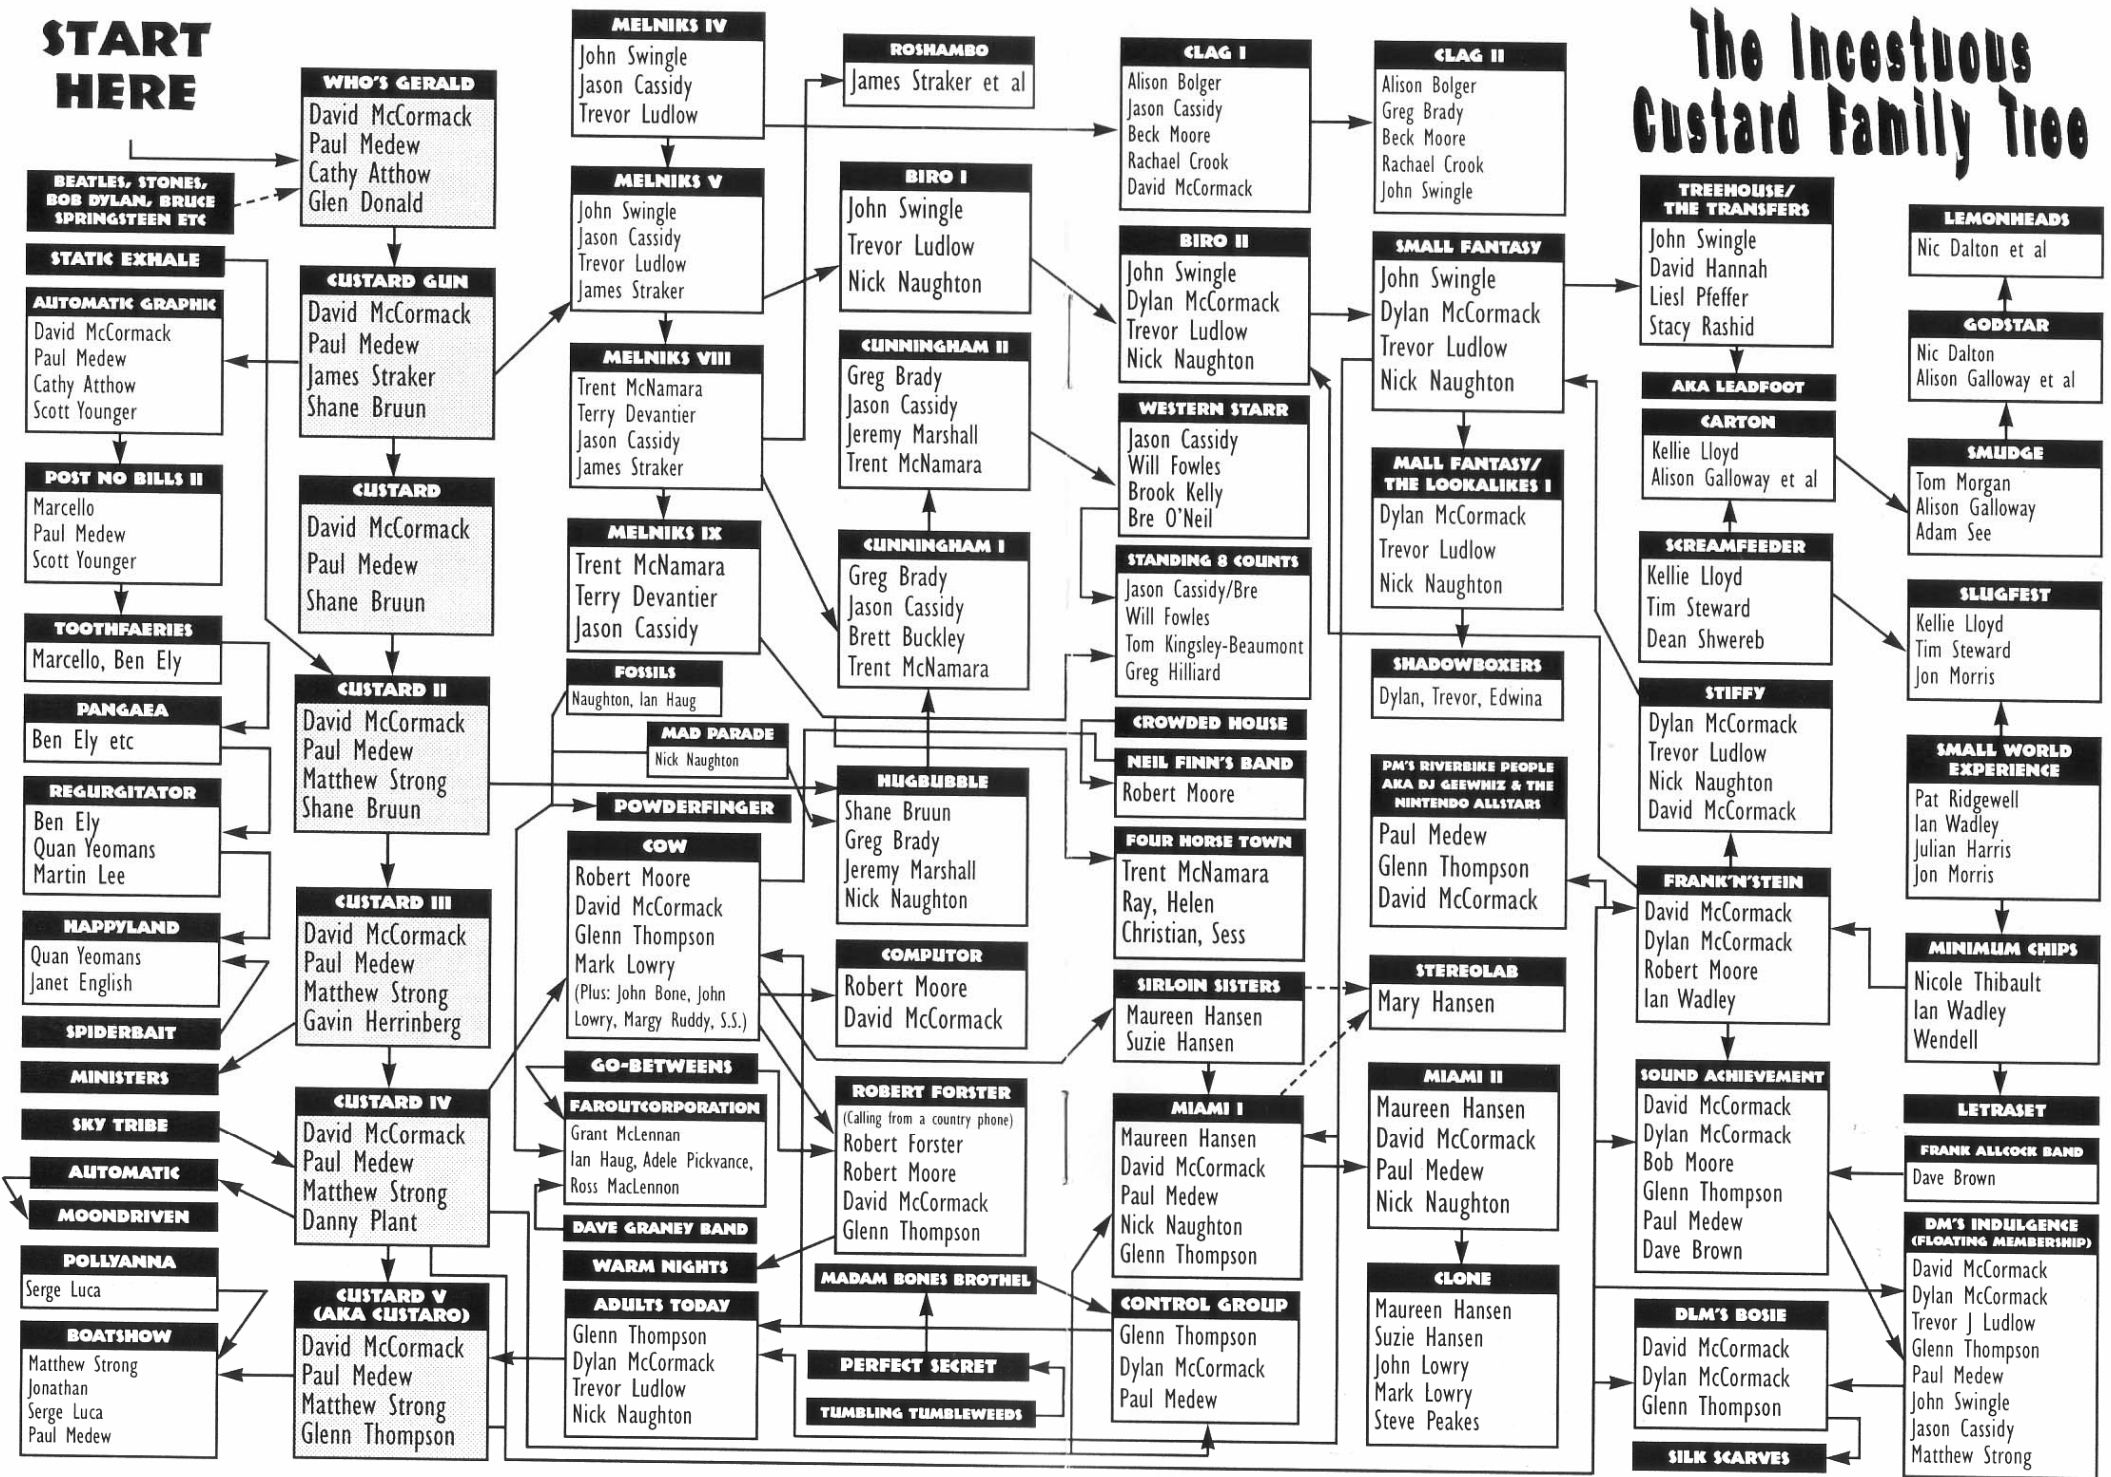 START
HERE
The Incestuous
Custard Family Tree
WHO'S GERALD
David McCormack
Paul Medew
Cathy Atthow
Glen Donald
BEATLES, STONES,
BOB DYLAN, BRUCE
SPRINGSTEEN ETC
STATIC EXHALE
AUTOMATIC GRAPHIC
David McCormack
Paul Medew
Cathy Atthow
Scott Younger
POST NO BILLS II
Marcello
Paul Medew
Scott Younger
TOOTHFAERIES
Marcello, Ben Ely
PANGAEA
Ben Ely etc
REGURGITATOR
Ben Ely
Quan Yeomans
Martin Lee
HAPPYLAND
Quan Yeomans
Janet English
SPIDERBAIT
MINISTERS
SKY TRIBE
AUTOMATIC
MOONDRIVEN
POLLYANNA
Serge Luca
BOATSHOW
Matthew Strong
Jonathan
Serge Luca
Paul Medew
CUSTARD GUN
David McCormack
Paul Medew
James Straker
Shane Bruun
CUSTARD
David McCormack
Paul Medew
Shane Bruun
CUSTARD II
David McCormack
Paul Medew
Matthew Strong
Shane Bruun
CUSTARD III
David McCormack
Paul Medew
Matthew Strong
Gavin Herrinberg
CUSTARD IV
David McCormack
Paul Medew
Matthew Strong
Danny Plant
CUSTARD V
(AKA CUSTARO)
David McCormack
Paul Medew
Matthew Strong
Glenn Thompson
MELNIKS IV
John Swingle
Jason Cassidy
Trevor Ludlow
MELNIKS V
John Swingle
Jason Cassidy
Trevor Ludlow
James Straker
MELNIKS VIII
Trent McNamara
Terry Devantier
Jason Cassidy
James Straker
MELNIKS IX
Trent McNamara
Terry Devantier
Jason Cassidy
FOSSILS
Naughton, Ian Haug
MAD PARADE
Nick Naughton
POWDERFINGER
COW
Robert Moore
David McCormack
Glenn Thompson
Mark Lowry
(Plus: John Bone, John
Lowry, Margy Ruddy, S.S.)
GO-BETWEENS
FAROUTCORPORATION
Grant McLennan
Ian Haug, Adele Pickvance,
Ross MacLennon
DAVE GRANEY BAND
WARM NIGHTS
ADULTS TODAY
Glenn Thompson
Dylan McCormack
Trevor Ludlow
Nick Naughton
ROSHAMBO
James Straker et al
BIRO I
John Swingle
Trevor Ludlow
Nick Naughton
CUNNINGHAM II
Greg Brady
Jason Cassidy
Jeremy Marshall
Trent McNamara
CUNNINGHAM I
Greg Brady
Jason Cassidy
Brett Buckley
Trent McNamara
HUGBUBBLE
Shane Bruun
Greg Brady
Jeremy Marshall
Nick Naughton
COMPUTOR
Robert Moore
David McCormack
ROBERT FORSTER
(Calling from a country phone)
Robert Forster
Robert Moore
David McCormack
Glenn Thompson
MADAM BONES BROTHEL
PERFECT SECRET
TUMBLING TUMBLEWEEDS
CLAG I
Alison Bolger
Jason Cassidy
Beck Moore
Rachael Crook
David McCormack
BIRO II
John Swingle
Dylan McCormack
Trevor Ludlow
Nick Naughton
WESTERN STARR
Jason Cassidy
Will Fowles
Brook Kelly
Bre O'Neil
STANDING 8 COUNTS
Jason Cassidy/Bre
Will Fowles
Tom Kingsley-Beaumont
Greg Hilliard
CROWDED HOUSE
NEIL FINN'S BAND
Robert Moore
FOUR HORSE TOWN
Trent McNamara
Ray, Helen
Christian, Sess
SIRLOIN SISTERS
Maureen Hansen
Suzie Hansen
MIAMI I
Maureen Hansen
David McCormack
Paul Medew
Nick Naughton
Glenn Thompson
CONTROL GROUP
Glenn Thompson
Dylan McCormack
Paul Medew
CLAG II
Alison Bolger
Greg Brady
Beck Moore
Rachael Crook
John Swingle
SMALL FANTASY
John Swingle
Dylan McCormack
Trevor Ludlow
Nick Naughton
MALL FANTASY/
THE LOOKALIKES I
Dylan McCormack
Trevor Ludlow
Nick Naughton
SHADOWBOXERS
Dylan, Trevor, Edwina
PM'S RIVERBIKE PEOPLE
AKA DJ GEEWHIZ & THE
NINTENDO ALLSTARS
Paul Medew
Glenn Thompson
David McCormack
STEREOLAB
Mary Hansen
MIAMI II
Maureen Hansen
David McCormack
Paul Medew
Nick Naughton
CLONE
Maureen Hansen
Suzie Hansen
John Lowry
Mark Lowry
Steve Peakes
TREEHOUSE/
THE TRANSFERS
John Swingle
David Hannah
Liesl Pfeffer
Stacy Rashid
AKA LEADFOOT
CARTON
Kellie Lloyd
Alison Galloway et al
SCREAMFEEDER
Kellie Lloyd
Tim Steward
Dean Shwereb
STIFFY
Dylan McCormack
Trevor Ludlow
Nick Naughton
David McCormack
FRANK'N'STEIN
David McCormack
Dylan McCormack
Robert Moore
Ian Wadley
SOUND ACHIEVEMENT
David McCormack
Dylan McCormack
Bob Moore
Glenn Thompson
Paul Medew
Dave Brown
DLM'S BOSIE
David McCormack
Dylan McCormack
Glenn Thompson
SILK SCARVES
LEMONHEADS
Nic Dalton et al
GODSTAR
Nic Dalton
Alison Galloway et al
SMUDGE
Tom Morgan
Alison Galloway
Adam See
SLUGFEST
Kellie Lloyd
Tim Steward
Jon Morris
SMALL WORLD
EXPERIENCE
Pat Ridgewell
Ian Wadley
Julian Harris
Jon Morris
MINIMUM CHIPS
Nicole Thibault
Ian Wadley
Wendell
LETRASET
FRANK ALLCOCK BAND
Dave Brown
DM'S INDULGENCE
(FLOATING MEMBERSHIP)
David McCormack
Dylan McCormack
Trevor J Ludlow
Glenn Thompson
Paul Medew
John Swingle
Jason Cassidy
Matthew Strong